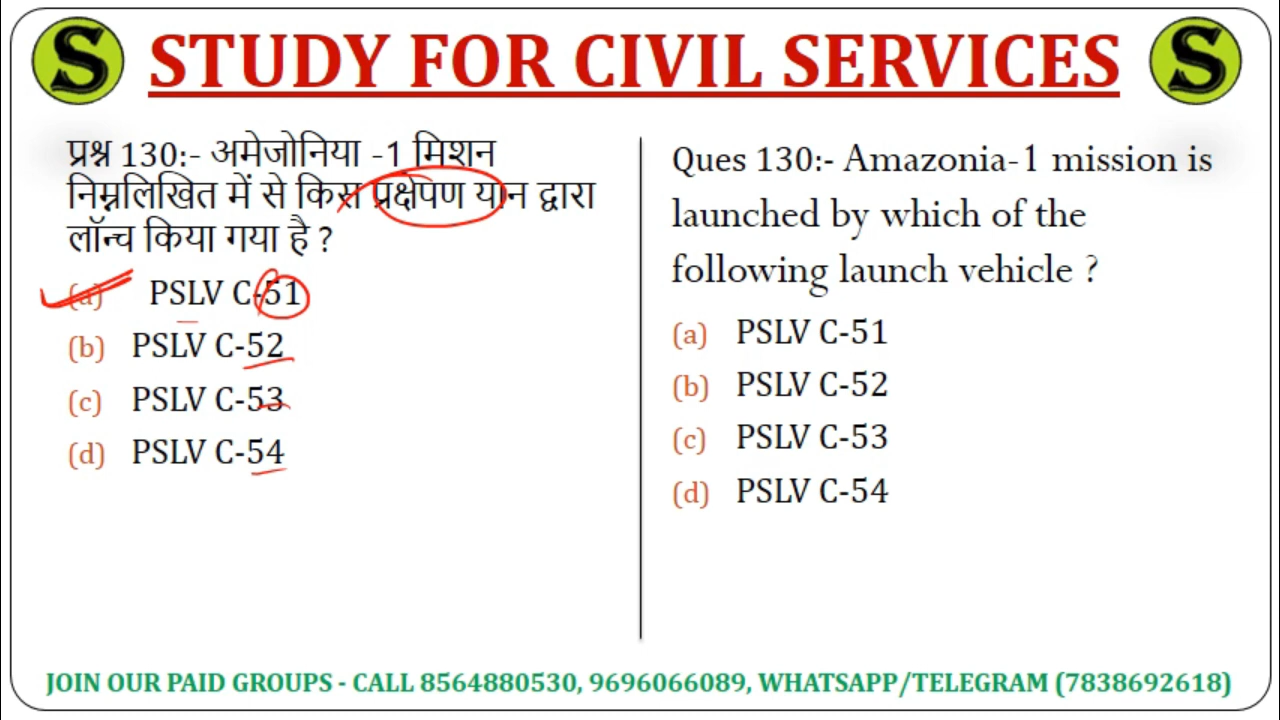 S STUDY FOR CIVIL SERVICES S
प्रश्न 130:- अमेजोनिया -1 मिशन
निम्नलिखित में से किस प्रक्षेपण यान द्वारा
लॉन्च किया गया है ?
(a) PSLV C-51
(b) PSLV C-52
(c) PSLV C-53
(d) PSLV C-54
Ques 130:- Amazonia-1 mission is
launched by which of the
following launch vehicle ?
(a) PSLV C-51
(b) PSLV C-52
(c) PSLV C-53
(d) PSLV C-54
JOIN OUR PAID GROUPS - CALL 8564880530, 9696066089, WHATSAPP/TELEGRAM (7838692618)